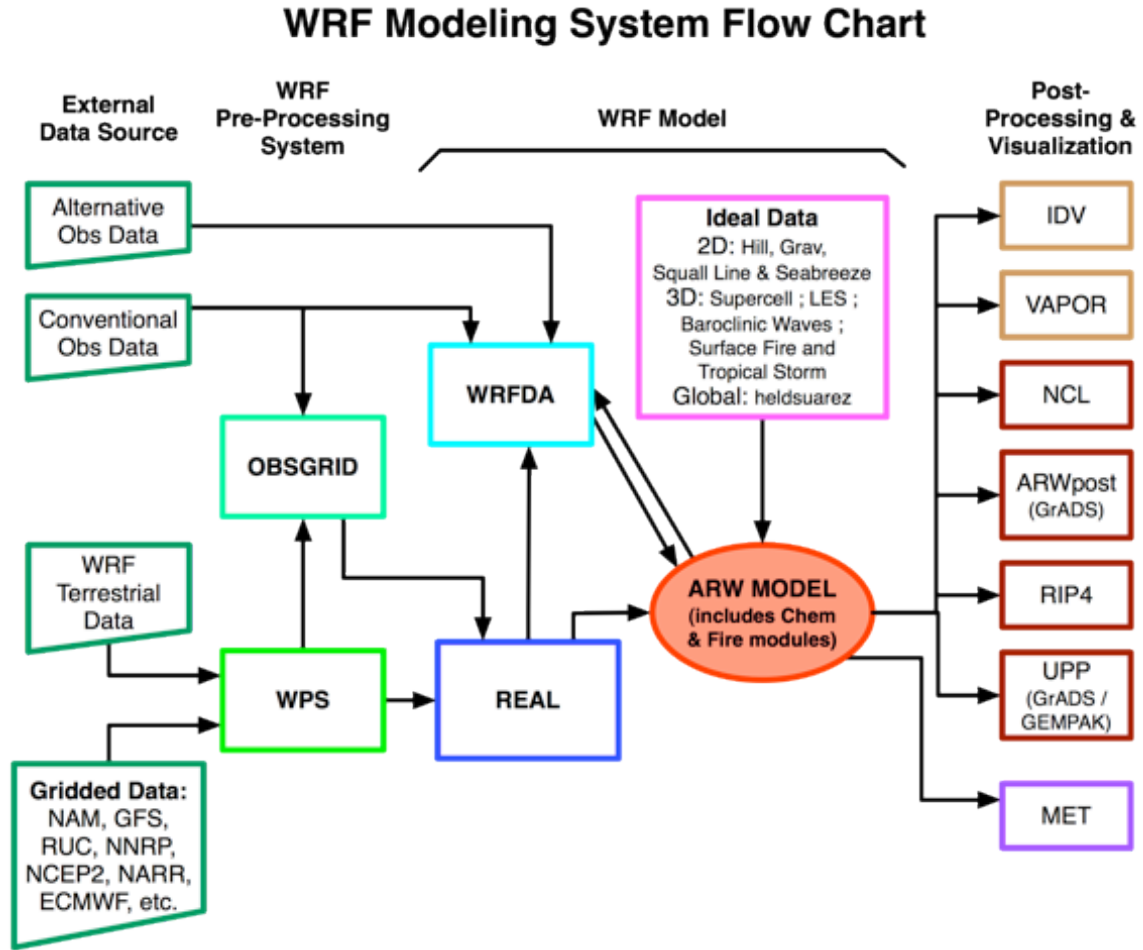 WRF Modeling System Flow Chart
External
Data Source
WRF
Pre-Processing
System
WRF Model
Post-
Processing &
Visualization
Alternative
Obs Data
Conventional
Obs Data
WRF
Terrestrial
Data
Gridded Data:
NAM, GFS,
RUC, NNRP,
NCEP2, NARR,
ECMWF, etc.
OBSGRID
WPS
WRFDA
REAL
Ideal Data
2D: Hill, Grav,
Squall Line & Seabreeze
3D: Supercell ; LES ;
Baroclinic Waves ;
Surface Fire and
Tropical Storm
Global: heldsuarez
ARW MODEL
(includes Chem
& Fire modules)
IDV
VAPOR
NCL
ARWpost
(GrADS)
RIP4
UPP
(GrADS /
GEMPAK)
MET